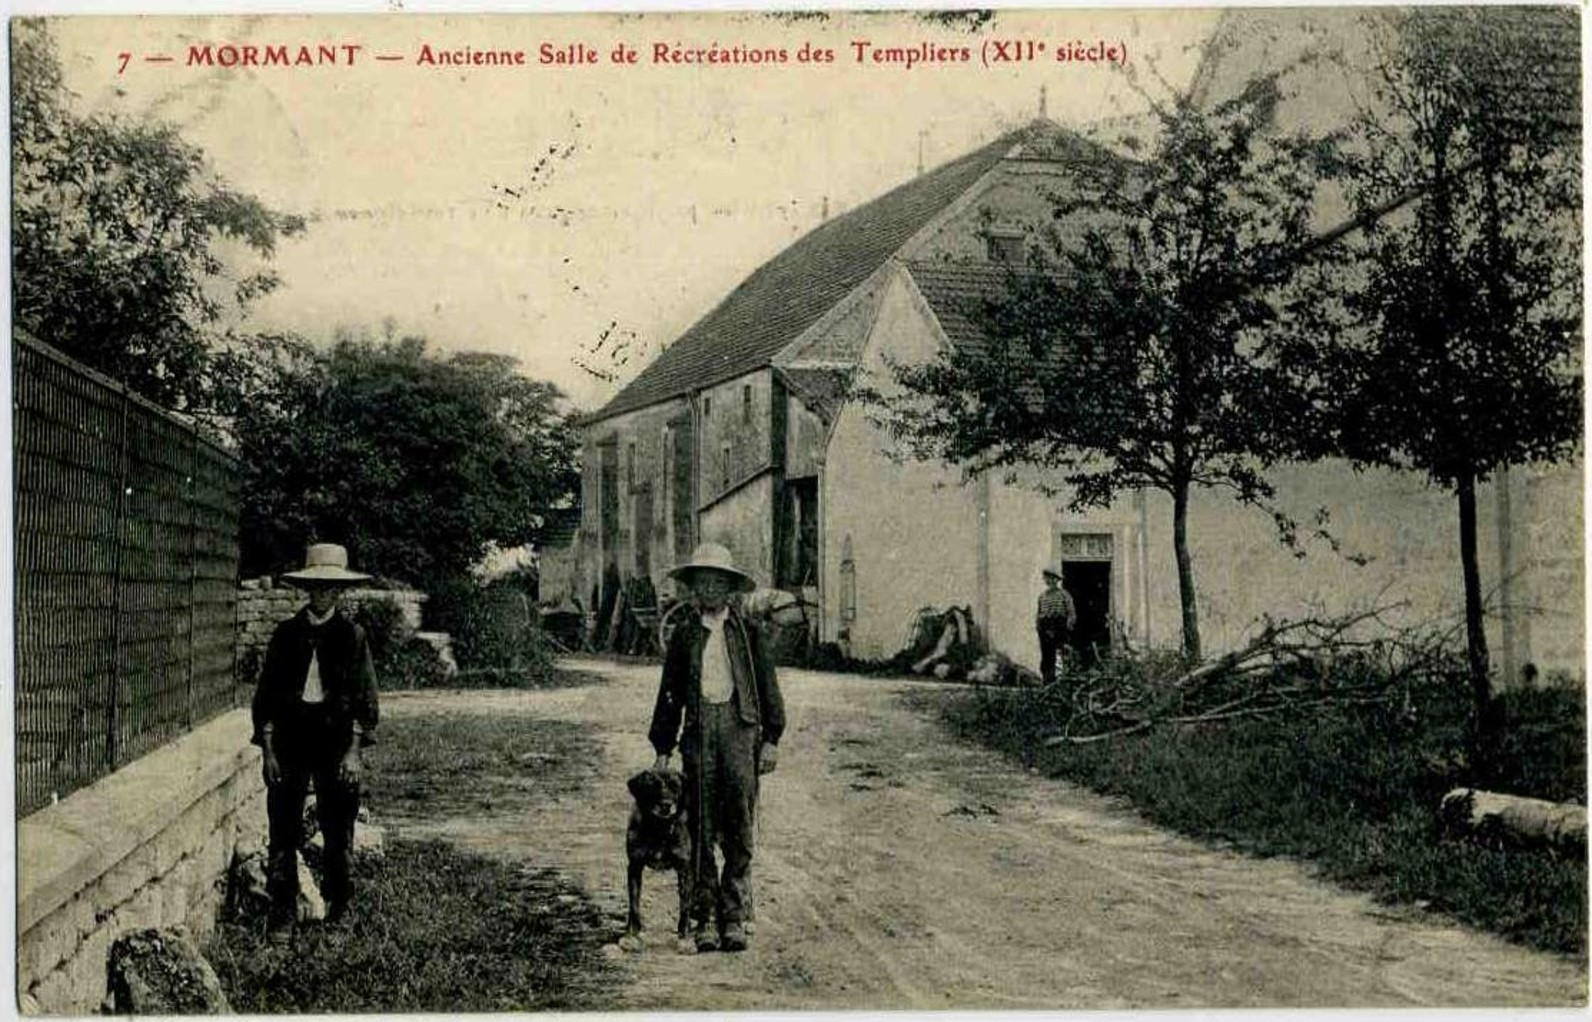 7 — MORMANT — Ancienne Salle de Récréations des Templiers (XIIe siècle)